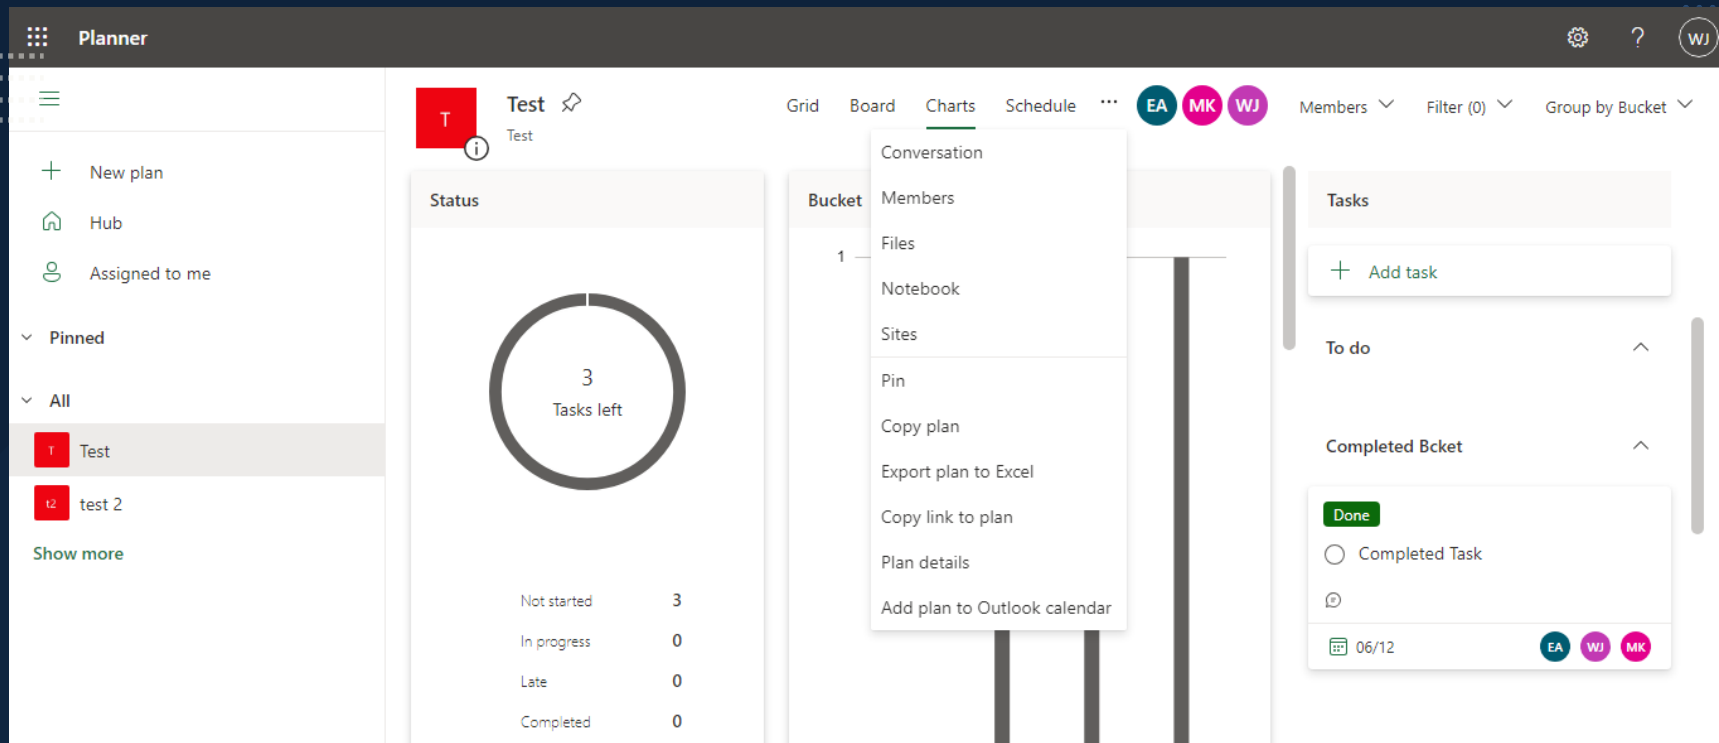 Planner
WJ
New plan
Hub
Assigned to me
Pinned
All
T
Test
t2
test 2
Show more
T
Test
Test
Grid
Board
Charts
Schedule
EA
MK
WJ
Members
Filter (0)
Group by Bucket
Conversation
Members
Files
Notebook
Sites
Pin
Copy plan
Export plan to Excel
Copy link to plan
Plan details
Add plan to Outlook calendar
Status
3
Tasks left
Not started 3
In progress 0
Late 0
Completed 0
Bucket
1
Tasks
Add task
To do
Completed Bcket
Done
Completed Task
06/12
EA
WJ
MK